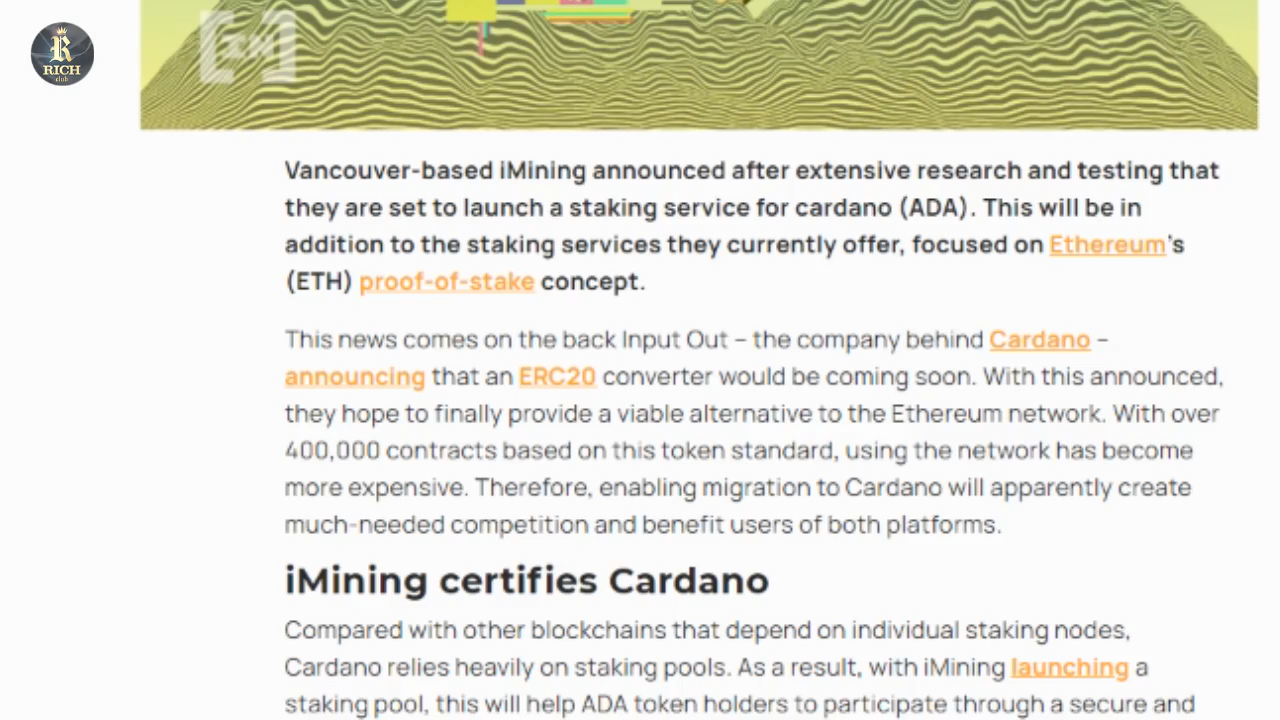 R
RICH
club
[IN]
Vancouver-based iMining announced after extensive research and testing that
they are set to launch a staking service for cardano (ADA). This will be in
addition to the staking services they currently offer, focused on Ethereum's
(ETH) proof-of-stake concept.
This news comes on the back Input Out – the company behind Cardano –
announcing that an ERC20 converter would be coming soon. With this announced,
they hope to finally provide a viable alternative to the Ethereum network. With over
400,000 contracts based on this token standard, using the network has become
more expensive. Therefore, enabling migration to Cardano will apparently create
much-needed competition and benefit users of both platforms.
iMining certifies Cardano
Compared with other blockchains that depend on individual staking nodes,
Cardano relies heavily on staking pools. As a result, with iMining launching a
staking pool, this will help ADA token holders to participate through a secure and